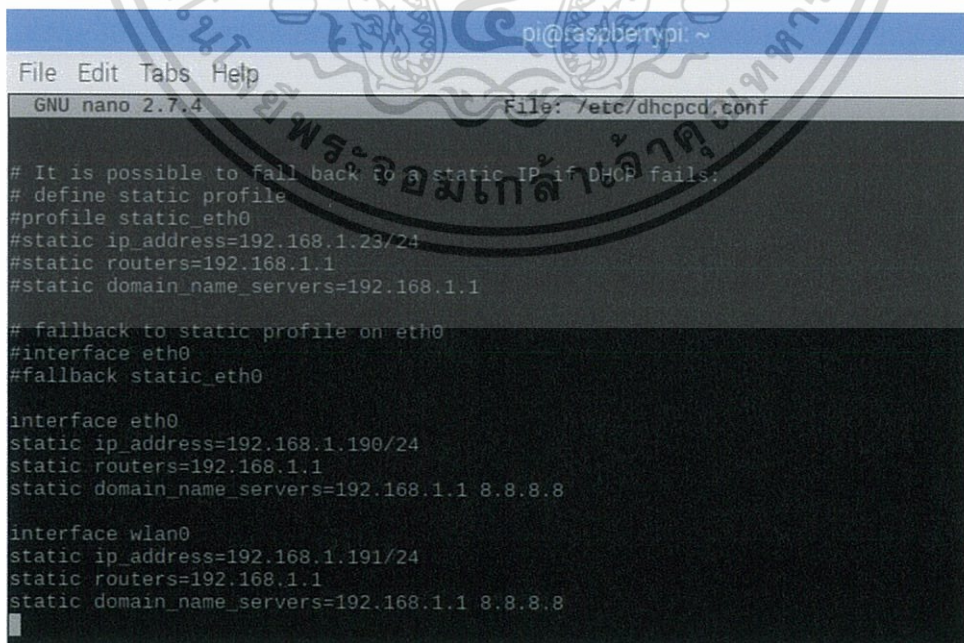 pi@raspberrypi: ~
File Edit Tabs Help
GNU nano 2.7.4 File: /etc/dhcpcd.conf
# It is possible to fall back to a static IP if DHCP fails:
# define static profile
#profile static_eth0
#static ip_address=192.168.1.23/24
#static routers=192.168.1.1
#static domain_name_servers=192.168.1.1
# fallback to static profile on eth0
#interface eth0
#fallback static_eth0
interface eth0
static ip_address=192.168.1.190/24
static routers=192.168.1.1
static domain_name_servers=192.168.1.1 8.8.8.8
interface wlan0
static ip_address=192.168.1.191/24
static routers=192.168.1.1
static domain_name_servers=192.168.1.1 8.8.8.8